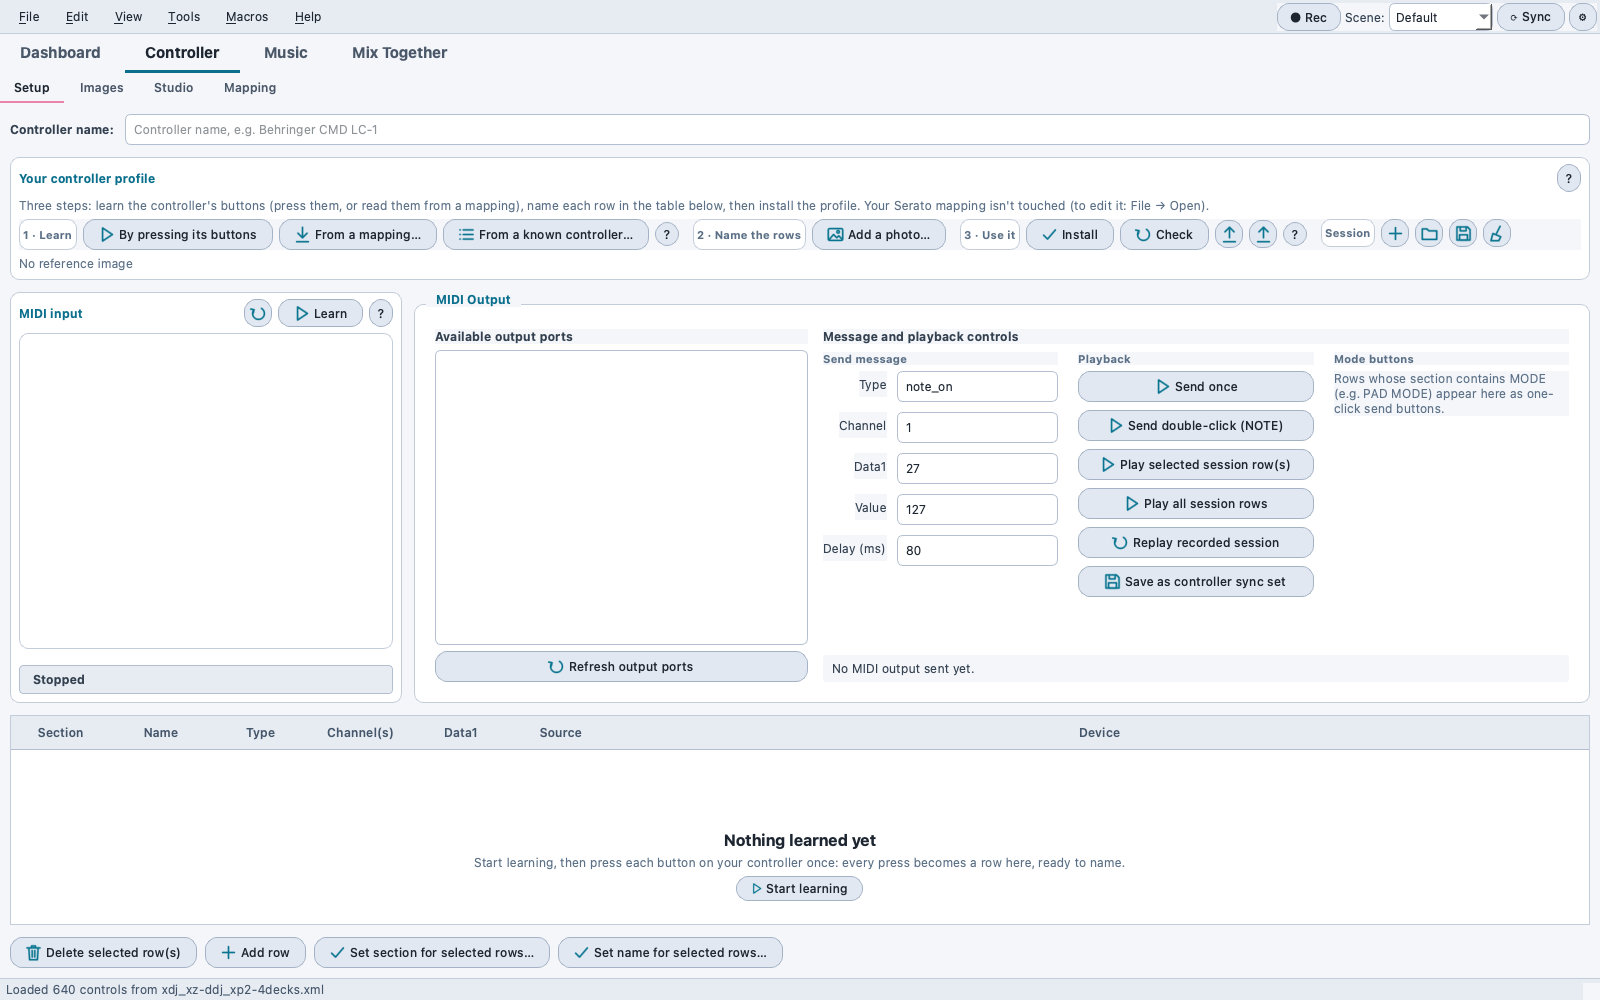 File Edit View Tools Macros Help
Rec Scene: Default Sync
Dashboard Controller Music Mix Together
Setup Images Studio Mapping
Controller name: Controller name, e.g. Behringer CMD LC-1
Your controller profile ?
Three steps: learn the controller's buttons (press them, or read them from a mapping), name each row in the table below, then install the profile. Your Serato mapping isn't touched (to edit it: File → Open).
1 · Learn By pressing its buttons From a mapping... From a known controller... ? 2 · Name the rows Add a photo... 3 · Use it Install Check ? Session
No reference image
MIDI input Learn ?
Stopped
MIDI Output
Available output ports
Refresh output ports
Message and playback controls
Send message
Type note_on
Channel 1
Data1 27
Value 127
Delay (ms) 80
Playback
Send once
Send double-click (NOTE)
Play selected session row(s)
Play all session rows
Replay recorded session
Save as controller sync set
Mode buttons
Rows whose section contains MODE
(e.g. PAD MODE) appear here as one-
click send buttons.
No MIDI output sent yet.
Section Name Type Channel(s) Data1 Source Device
Nothing learned yet
Start learning, then press each button on your controller once: every press becomes a row here, ready to name.
Start learning
Delete selected row(s) Add row Set section for selected rows... Set name for selected rows...
Loaded 640 controls from xdj_xz-ddj_xp2-4decks.xml